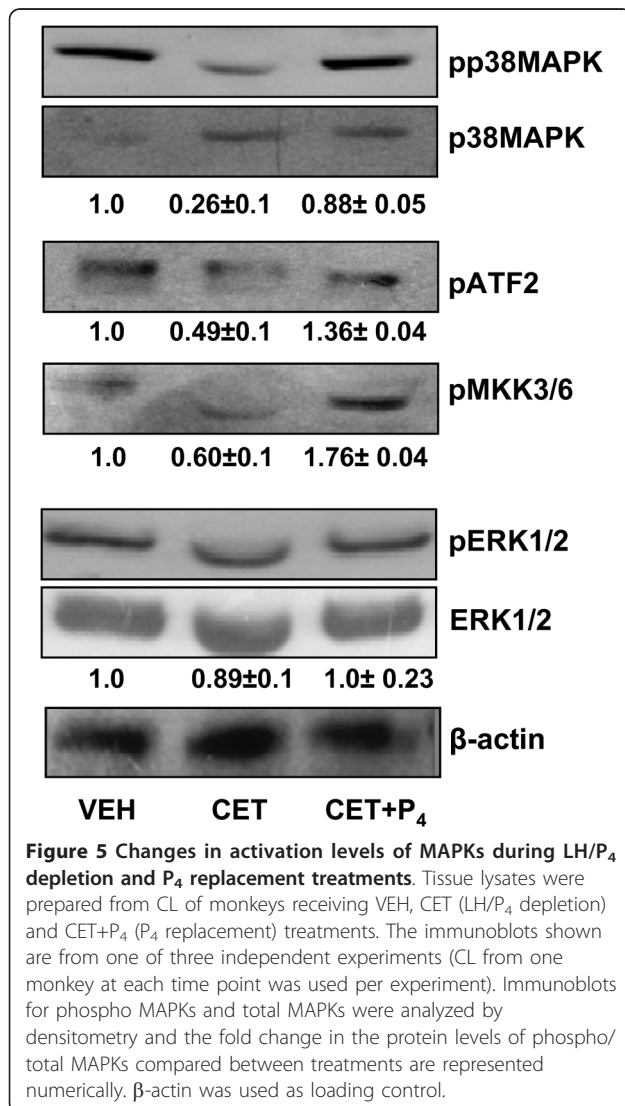 pp38MAPK
p38MAPK
1.0 0.26±0.1 0.88± 0.05
pATF2
1.0 0.49±0.1 1.36± 0.04
pMKK3/6
1.0 0.60±0.1 1.76± 0.04
pERK1/2
ERK1/2
1.0 0.89±0.1 1.0± 0.23
β-actin
VEH CET CET+P₄
Figure 5 Changes in activation levels of MAPKs during LH/P₄
depletion and P₄ replacement treatments. Tissue lysates were
prepared from CL of monkeys receiving VEH, CET (LH/P₄ depletion)
and CET+P₄ (P₄ replacement) treatments. The immunoblots shown
are from one of three independent experiments (CL from one
monkey at each time point was used per experiment). Immunoblots
for phospho MAPKs and total MAPKs were analyzed by
densitometry and the fold change in the protein levels of phospho/
total MAPKs compared between treatments are represented
numerically. β-actin was used as loading control.